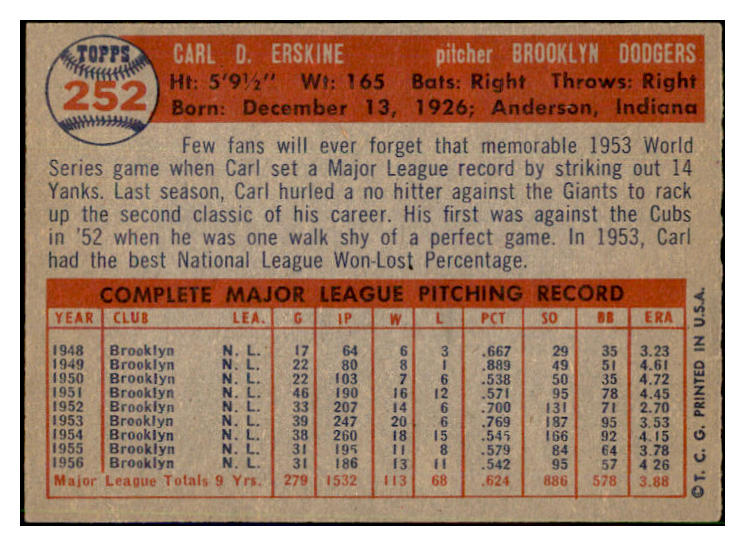 TOPPS
252
CARL D. ERSKINE pitcher BROOKLYN DODGERS
Ht: 5'9½" Wt: 165 Bats: Right Throws: Right
Born: December 13, 1926; Anderson, Indiana
Few fans will ever forget that memorable 1953 World
Series game when Carl set a Major League record by striking out 14
Yanks. Last season, Carl hurled a no hitter against the Giants to rack
up the second classic of his career. His first was against the Cubs
in '52 when he was one walk shy of a perfect game. In 1953, Carl
had the best National League Won-Lost Percentage.
COMPLETE MAJOR LEAGUE PITCHING RECORD
YEAR CLUB LEA. G IP W L PCT SO BB ERA
1948 Brooklyn N. L. 17 64 6 3 .667 29 35 3.23
1949 Brooklyn N. L. 22 80 8 1 .889 49 51 4.61
1950 Brooklyn N. L. 22 103 7 6 .538 50 35 4.72
1951 Brooklyn N. L. 46 190 16 12 .571 95 78 4.45
1952 Brooklyn N. L. 33 207 14 6 .700 131 71 2.70
1953 Brooklyn N. L. 39 247 20 6 .769 187 95 3.53
1954 Brooklyn N. L. 38 260 18 15 .545 166 92 4.15
1955 Brooklyn N. L. 31 195 11 8 .579 84 64 3.78
1956 Brooklyn N. L. 31 186 13 11 .542 95 57 4 26
Major League Totals 9 Yrs. 279 1532 113 68 .624 886 578 3.88
© T. C. G. PRINTED IN U.S.A.